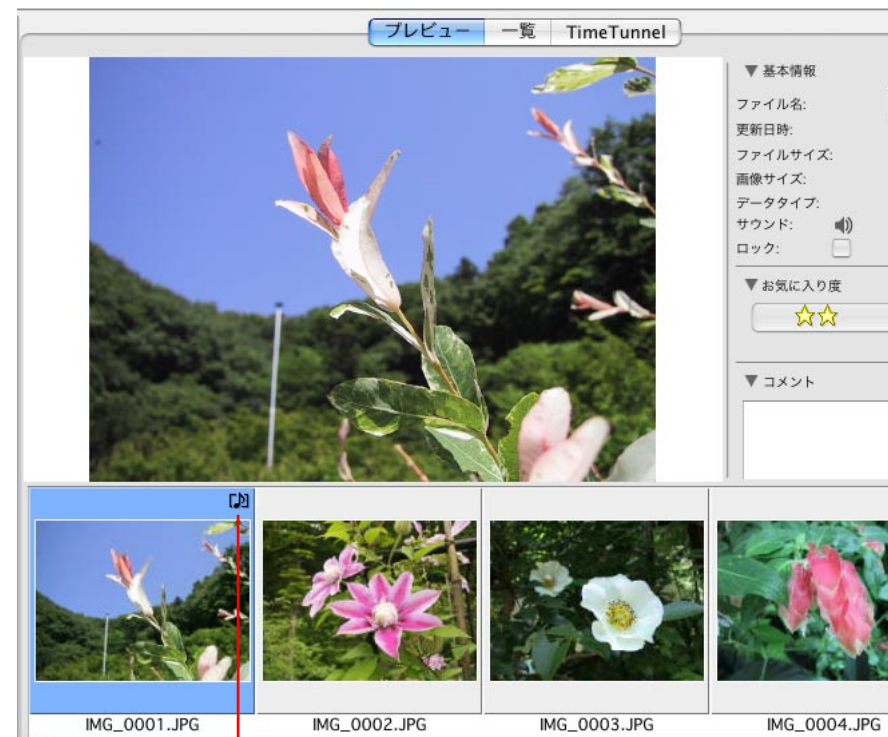 プレビュー 一覧 TimeTunnel
▼ 基本情報
ファイル名:
更新日時:
ファイルサイズ:
画像サイズ:
データタイプ:
サウンド:
ロック:
▼ お気に入り度
▼ コメント
IMG_0001.JPG IMG_0002.JPG IMG_0003.JPG IMG_0004.JPG